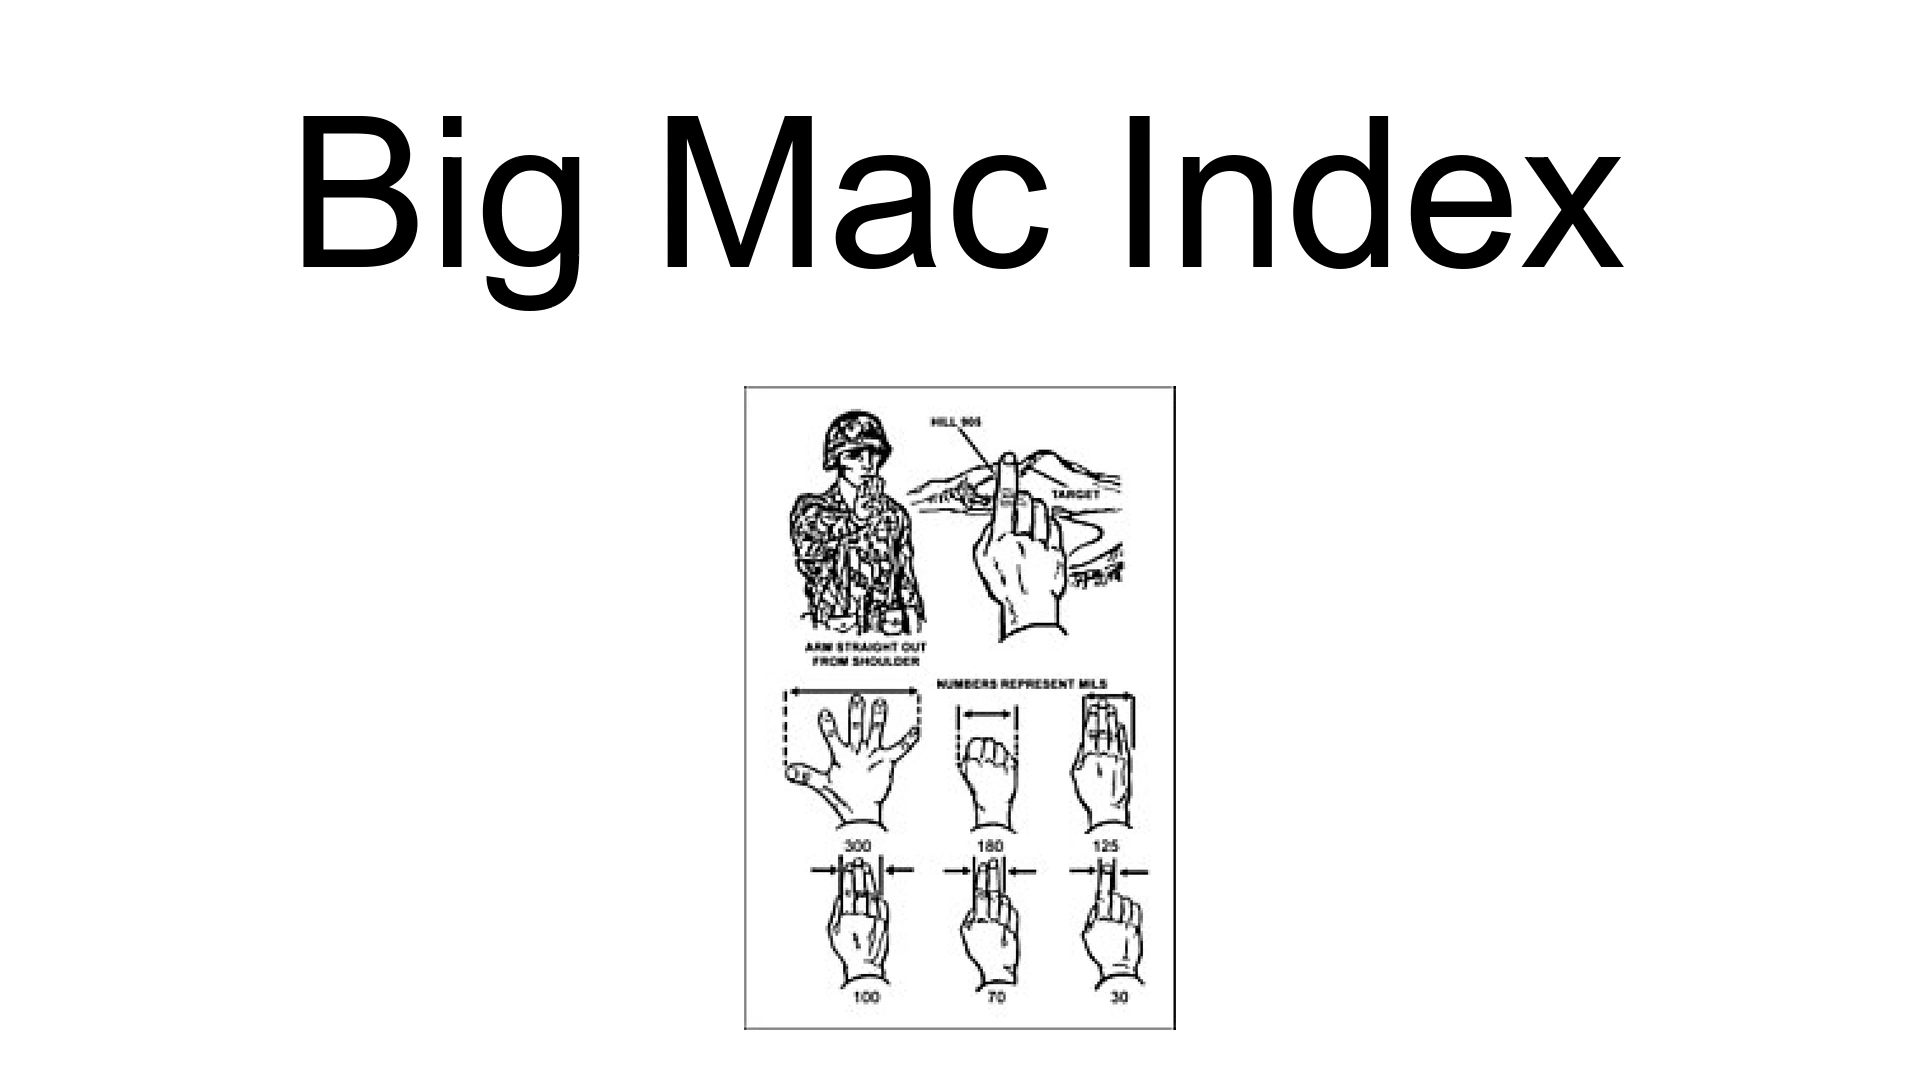 Big Mac Index
HILL 905
TARGET
ARM STRAIGHT OUT
FROM SHOULDER
NUMBERS REPRESENT MILS
300
180
125
100
70
30